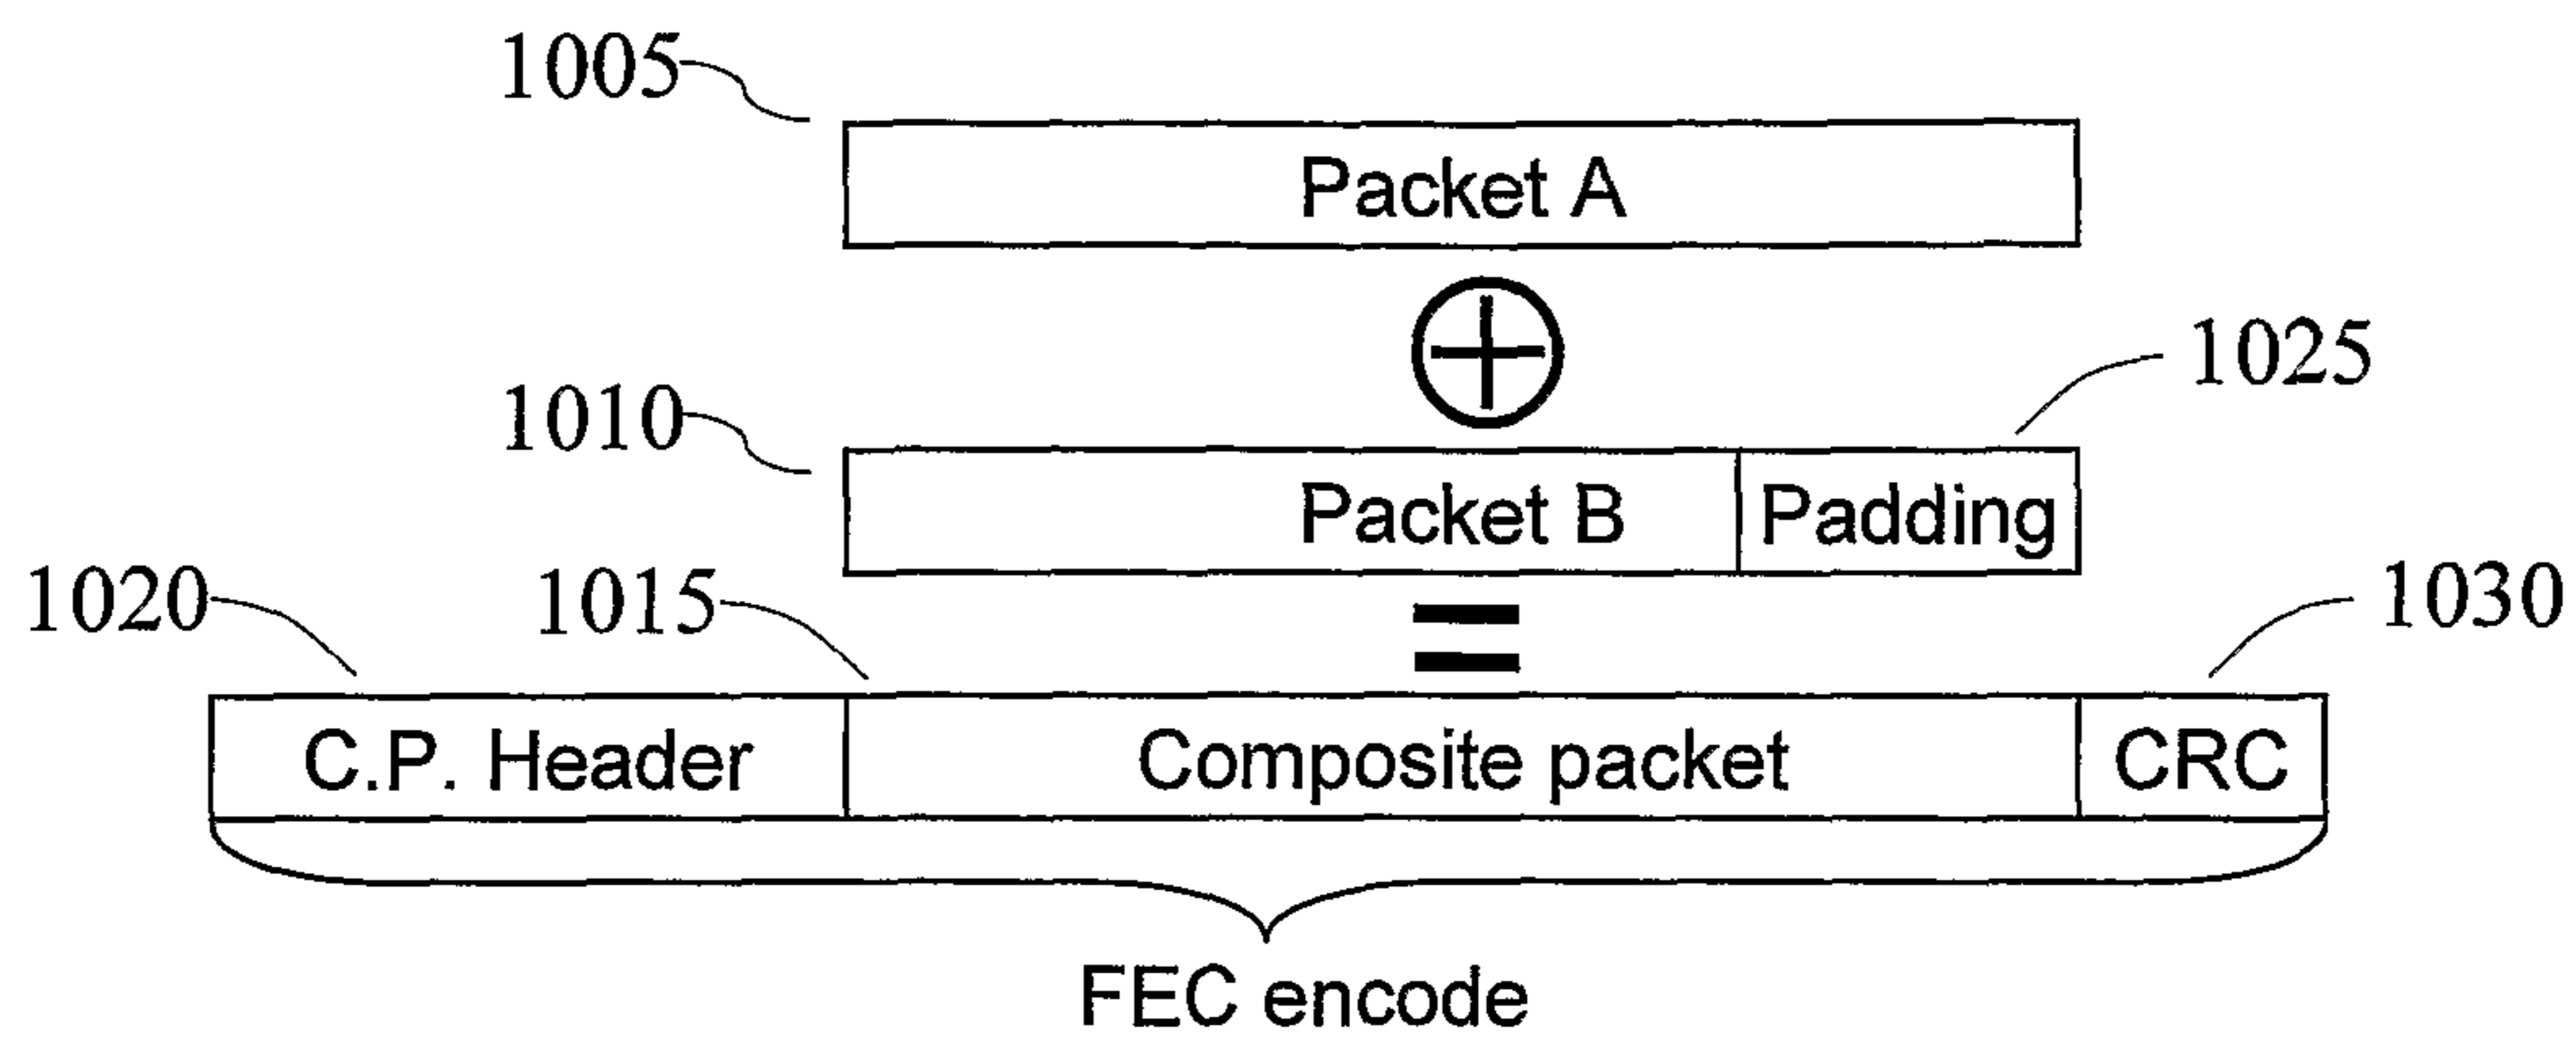 1005
Packet A
1010
1025
Packet B
Padding
1020
1015
=
1030
C.P. Header
Composite packet
CRC
FEC encode